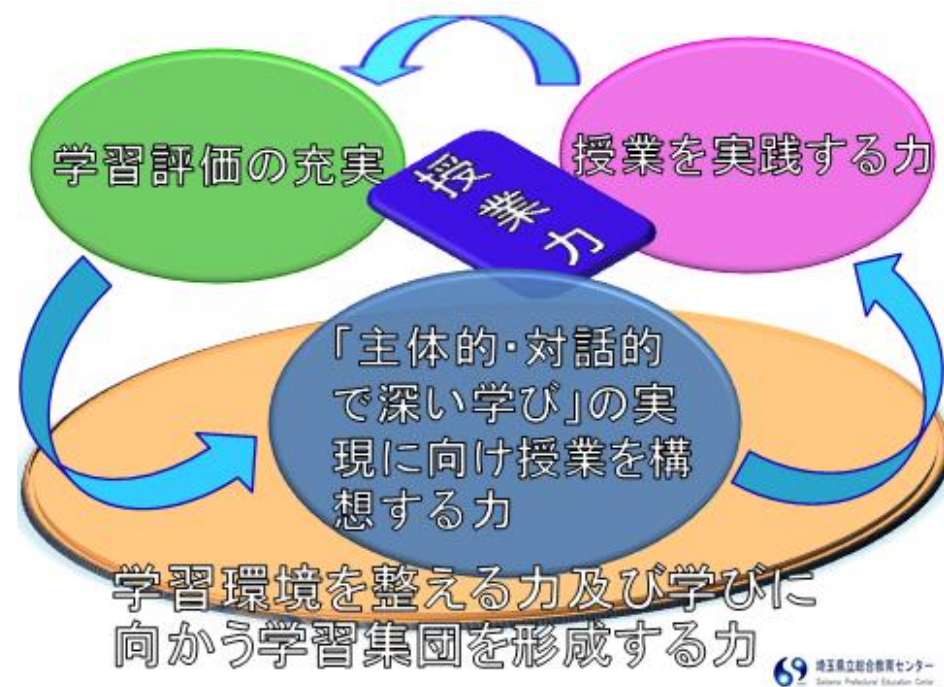 学習評価の充実
授業を実践する力
授業力
「主体的・対話的
で深い学び」の実
現に向け授業を構
想する力
学習環境を整える力及び学びに
向かう学習集団を形成する力
埼玉県立総合教育センター
Saitama Prefectural Education Center